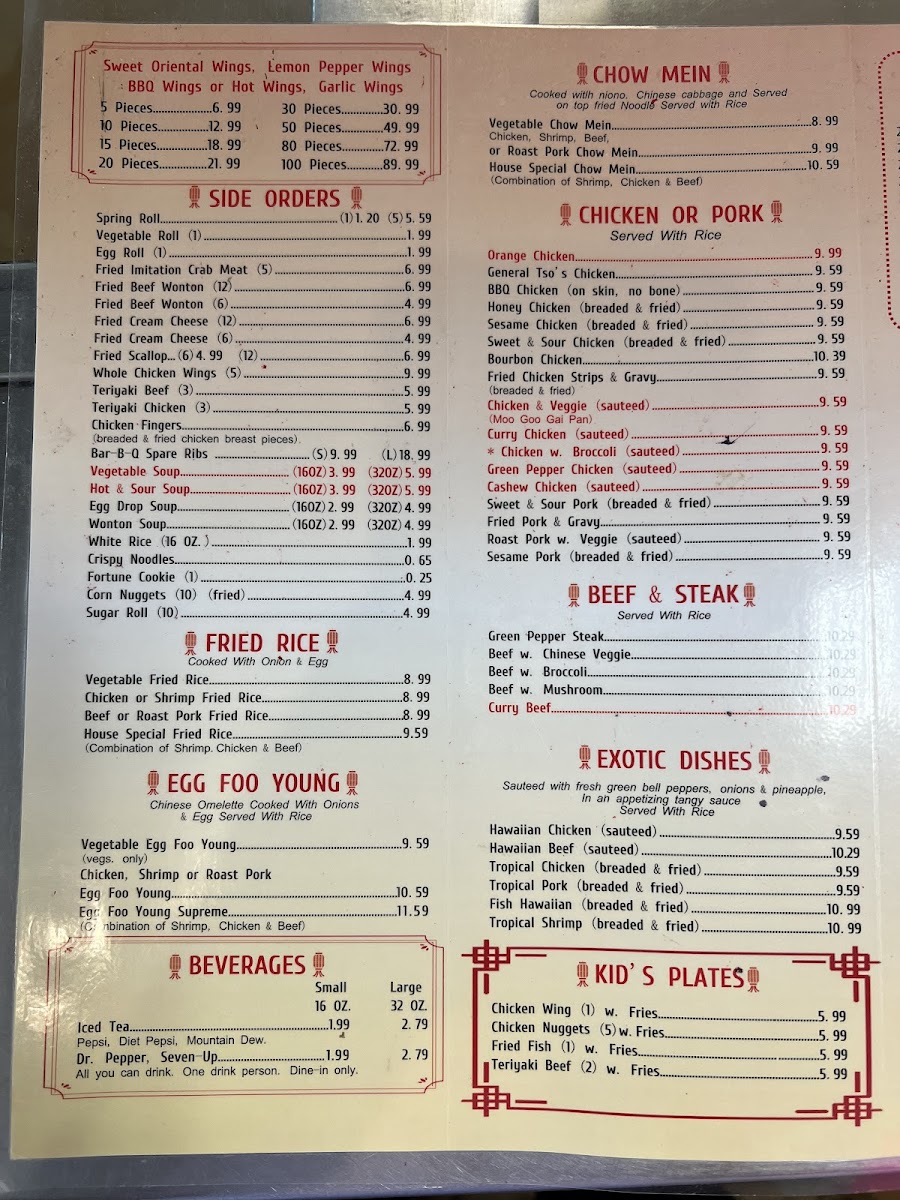 Sweet Oriental Wings, Lemon Pepper Wings
BBQ Wings or Hot Wings, Garlic Wings
5 Pieces..................6. 99
10 Pieces................12. 99
15 Pieces................18. 99
20 Pieces................21. 99
30 Pieces.............30. 99
50 Pieces.............49. 99
80 Pieces.............72. 99
100 Pieces............89. 99
SIDE ORDERS
Spring Roll......(1)1. 20 (5)5. 59
Vegetable Roll (1)......1. 99
Egg Roll (1)......1. 99
Fried Imitation Crab Meat (5)......6. 99
Fried Beef Wonton (12)......6. 99
Fried Beef Wonton (6)......4. 99
Fried Cream Cheese (12)......6. 99
Fried Cream Cheese (6)......4. 99
Fried Scallop...(6)4. 99 (12)......6. 99
Whole Chicken Wings (5)......9. 99
Teriyaki Beef (3)......5. 99
Teriyaki Chicken (3)......5. 99
Chicken Fingers......6. 99
(breaded & fried chicken breast pieces)
Bar-B-Q Spare Ribs ......(S)9. 99 (L)18. 99
Vegetable Soup......(16OZ)3. 99 (32OZ)5. 99
Hot & Sour Soup......(16OZ)3. 99 (32OZ)5. 99
Egg Drop Soup......(16OZ)2. 99 (32OZ)4. 99
Wonton Soup......(16OZ)2. 99 (32OZ)4. 99
White Rice (16 OZ. )......1. 99
Crispy Noodles......0. 65
Fortune Cookie (1)......0. 25
Corn Nuggets (10) (fried)......4. 99
Sugar Roll (10)......4. 99
FRIED RICE
Cooked With Onion & Egg
Vegetable Fried Rice......8. 99
Chicken or Shrimp Fried Rice......8. 99
Beef or Roast Pork Fried Rice......8. 99
House Special Fried Rice......9.59
(Combination of Shrimp. Chicken & Beef)
EGG FOO YOUNG
Chinese Omelette Cooked With Onions
& Egg Served With Rice
Vegetable Egg Foo Young......9. 59
(vegs. only)
Chicken, Shrimp or Roast Pork
Egg Foo Young......10. 59
Egg Foo Young Supreme......11.59
(Combination of Shrimp, Chicken & Beef)
BEVERAGES
Small Large
16 OZ. 32 OZ.
Iced Tea......1.99 2. 79
Pepsi, Diet Pepsi, Mountain Dew.
Dr. Pepper, Seven-Up......1.99 2. 79
All you can drink. One drink person. Dine-in only.
CHOW MEIN
Cooked witlh niono. Chinese cabbage and Served
on top fried Noodle Served with Rice
Vegetable Chow Mein......8. 99
Chicken, Shrimp, Beef,
or Roast Pork Chow Mein......9. 99
House Special Chow Mein......10. 59
(Combination of Shrimp, Chicken & Beef)
CHICKEN OR PORK
Served With Rice
Orange Chicken......9. 99
General Tso's Chicken......9. 59
BBQ Chicken (on skin, no bone)......9. 59
Honey Chicken (breaded & fried)......9. 59
Sesame Chicken (breaded & fried)......9. 59
Sweet & Sour Chicken (breaded & fried)......9. 59
Bourbon Chicken......10. 39
Fried Chicken Strips & Gravy......9. 59
(breaded & fried)
Chicken & Veggie (sauteed)......9. 59
(Moo Goo Gai Pan)
Curry Chicken (sauteed)......9. 59
* Chicken w. Broccoli (sauteed)......9. 59
Green Pepper Chicken (sauteed)......9. 59
Cashew Chicken (sauteed)......9. 59
Sweet & Sour Pork (breaded & fried)......9. 59
Fried Pork & Gravy......9. 59
Roast Pork w. Veggie (sauteed)......9. 59
Sesame Pork (breaded & fried)......9. 59
BEEF & STEAK
Served With Rice
Green Pepper Steak......10.29
Beef w. Chinese Veggie......10.29
Beef w. Broccoli......10.29
Beef w. Mushroom......10.29
Curry Beef......10.29
EXOTIC DISHES
Sauteed with fresh green bell peppers, onions & pineapple,
in an appetizing tangy sauce
Served With Rice
Hawaiian Chicken (sauteed)......9.59
Hawaiian Beef (sauteed)......10.29
Tropical Chicken (breaded & fried)......9.59
Tropical Pork (breaded & fried)......9.59
Fish Hawaiian (breaded & fried)......10. 99
Tropical Shrimp (breaded & fried)......10. 99
KID'S PLATES
Chicken Wing (1) w. Fries......5. 99
Chicken Nuggets (5)w. Fries......5. 99
Fried Fish (1) w. Fries......5. 99
Teriyaki Beef (2) w. Fries......5. 99